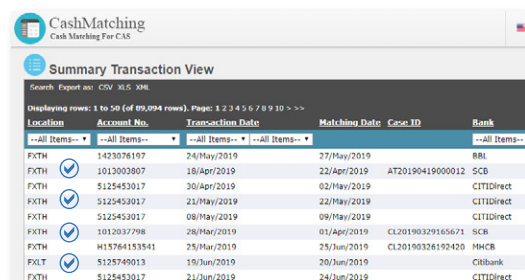 CashMatching
Cash Matching For CAS
Summary Transaction View
Search Export as: CSV XLS XML
Displaying rows: 1 to 50 (of 89,094 rows). Page: 1 2 3 4 5 6 7 8 9 10 > >>
Location Account No. Transaction Date Matching Date Case ID Bank
--All Items-- --All Items-- --All Items-- --All Items-- --All Items--
FXTH 1423076197 24/May/2019 27/May/2019 BBL
FXTH 1013003807 18/Apr/2019 22/Apr/2019 AT20190419000012 SCB
FXTH 5125453017 30/Apr/2019 02/May/2019 CITIDirect
FXTH 5125453017 21/May/2019 22/May/2019 CITIDirect
FXTH 5125453017 08/May/2019 09/May/2019 CITIDirect
FXTH 1012037798 28/Mar/2019 01/Apr/2019 CL20190329165671 SCB
FXTH H15764153541 25/Mar/2019 25/Jun/2019 CL20190326192420 MHCB
FXLT 5125749013 19/Jun/2019 20/Jun/2019 Citibank
FXTH 5125453017 21/Jun/2019 24/Jun/2019 CITIDirect